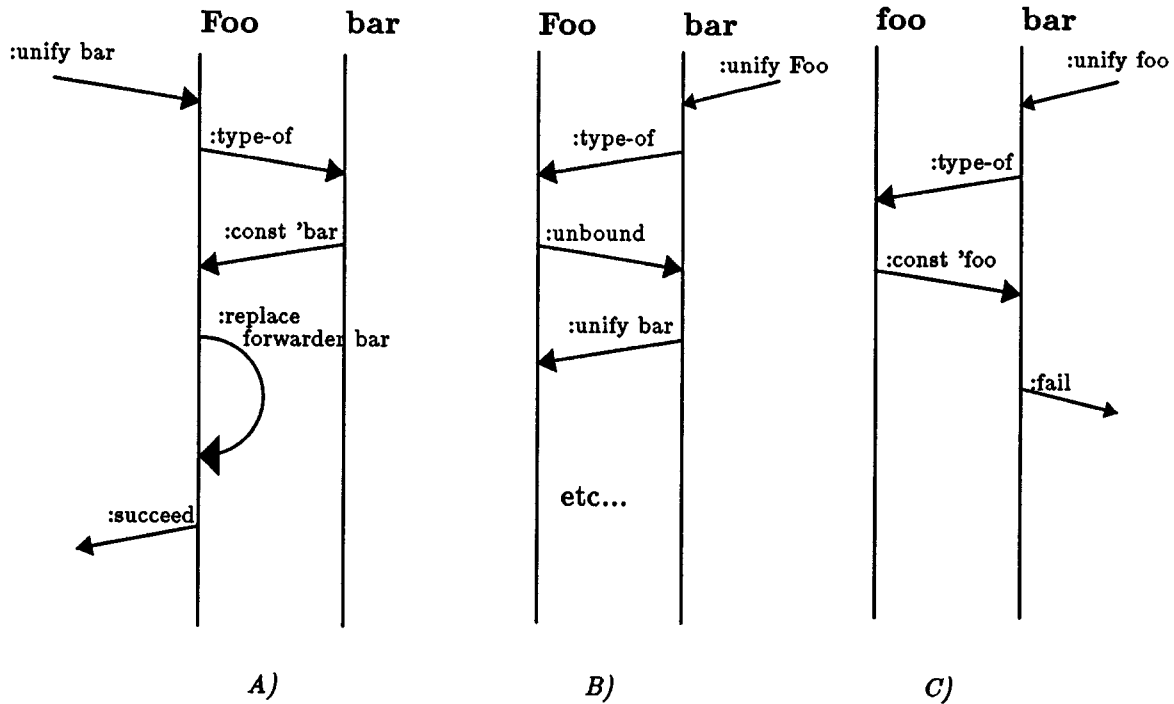 Foo bar
:unify bar
:type-of
:const 'bar
:replace
forwarder bar
:succeed
A)
Foo bar
:unify Foo
:type-of
:unbound
:unify bar
etc...
B)
foo bar
:unify foo
:type-of
:const 'foo
:fail
C)